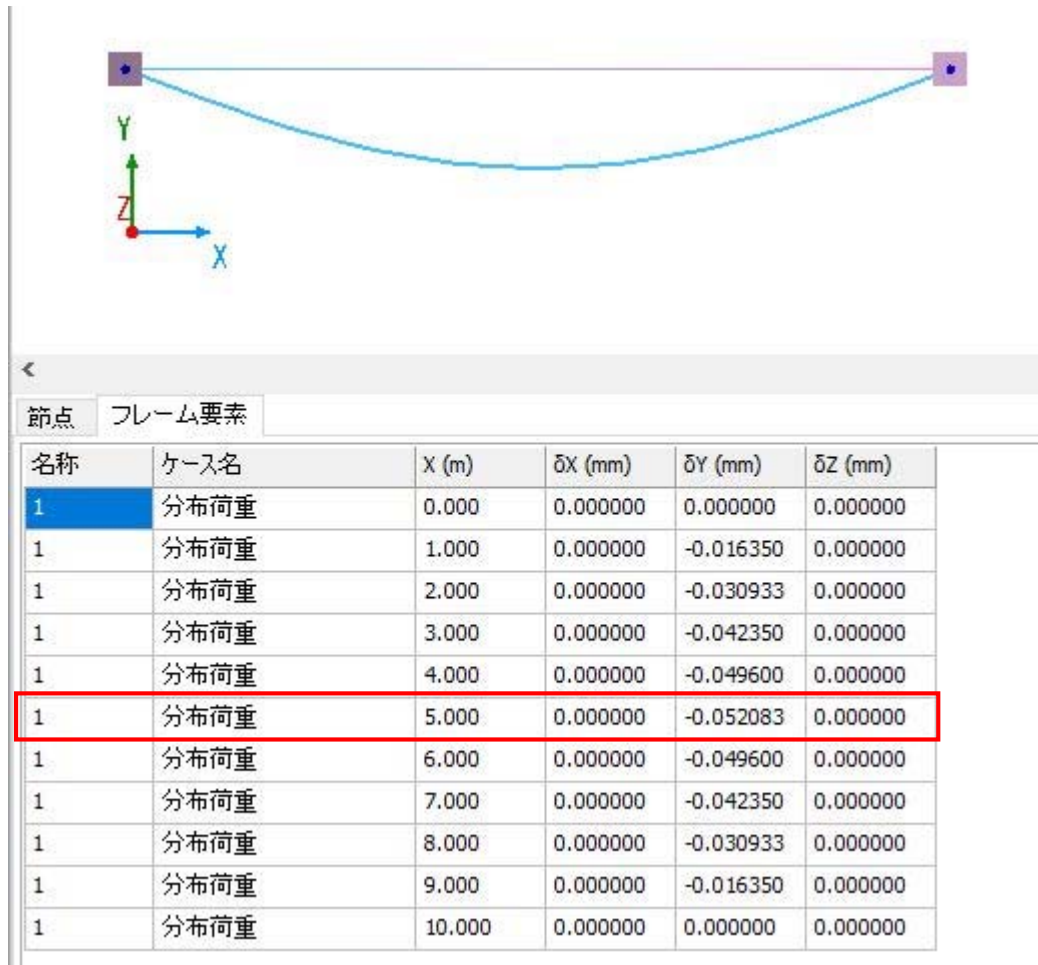 Y
Z
X
<
節点 フレーム要素
名称 ケース名 X (m) δX (mm) δY (mm) δZ (mm)
1 分布荷重 0.000 0.000000 0.000000 0.000000
1 分布荷重 1.000 0.000000 -0.016350 0.000000
1 分布荷重 2.000 0.000000 -0.030933 0.000000
1 分布荷重 3.000 0.000000 -0.042350 0.000000
1 分布荷重 4.000 0.000000 -0.049600 0.000000
1 分布荷重 5.000 0.000000 -0.052083 0.000000
1 分布荷重 6.000 0.000000 -0.049600 0.000000
1 分布荷重 7.000 0.000000 -0.042350 0.000000
1 分布荷重 8.000 0.000000 -0.030933 0.000000
1 分布荷重 9.000 0.000000 -0.016350 0.000000
1 分布荷重 10.000 0.000000 0.000000 0.000000